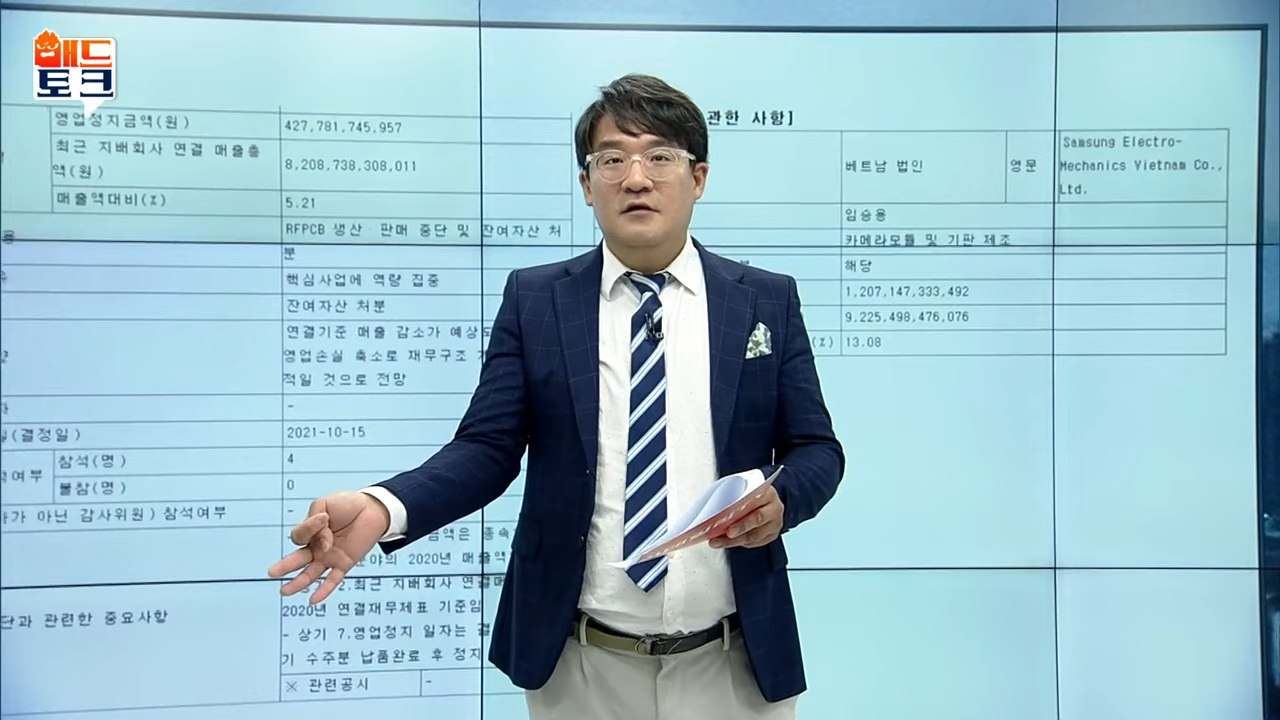 배드
토크
영업정지금액(원)
427,781,745,957
최근 지배회사 연결 매출총
액(원)
8,208,738,308,011
매출액대비(%)
5.21
RFPCB 생산·판매 중단 및 잔여자산 처
분
핵심사업에 역량 집중
잔여자산 처분
연결기준 매출 감소가 예상되
영업손실 축소로 재무구조
적일 것으로 전망
-
(결정일)
2021-10-15
여부
참석(명)
4
불참(명)
0
가 아닌 감사위원)참석여부
-
금액은 종속
분야의 2020년 매출액
2.최근 지배회사 연결매
2020년 연결재무제표 기준임
- 상기 7.영업정지 일자는 결
기 수주분 납품완료 후 정지
단과 관련한 중요사항
※ 관련공시
-
관한 사항]
베트남 법인
영문
Samsung Electro-
Mechanics Vietnam Co.,
Ltd.
임승용
카메라모듈 및 기판 제조
해당
1,207,147,333,492
9,225,498,476,076
(%)
13.08